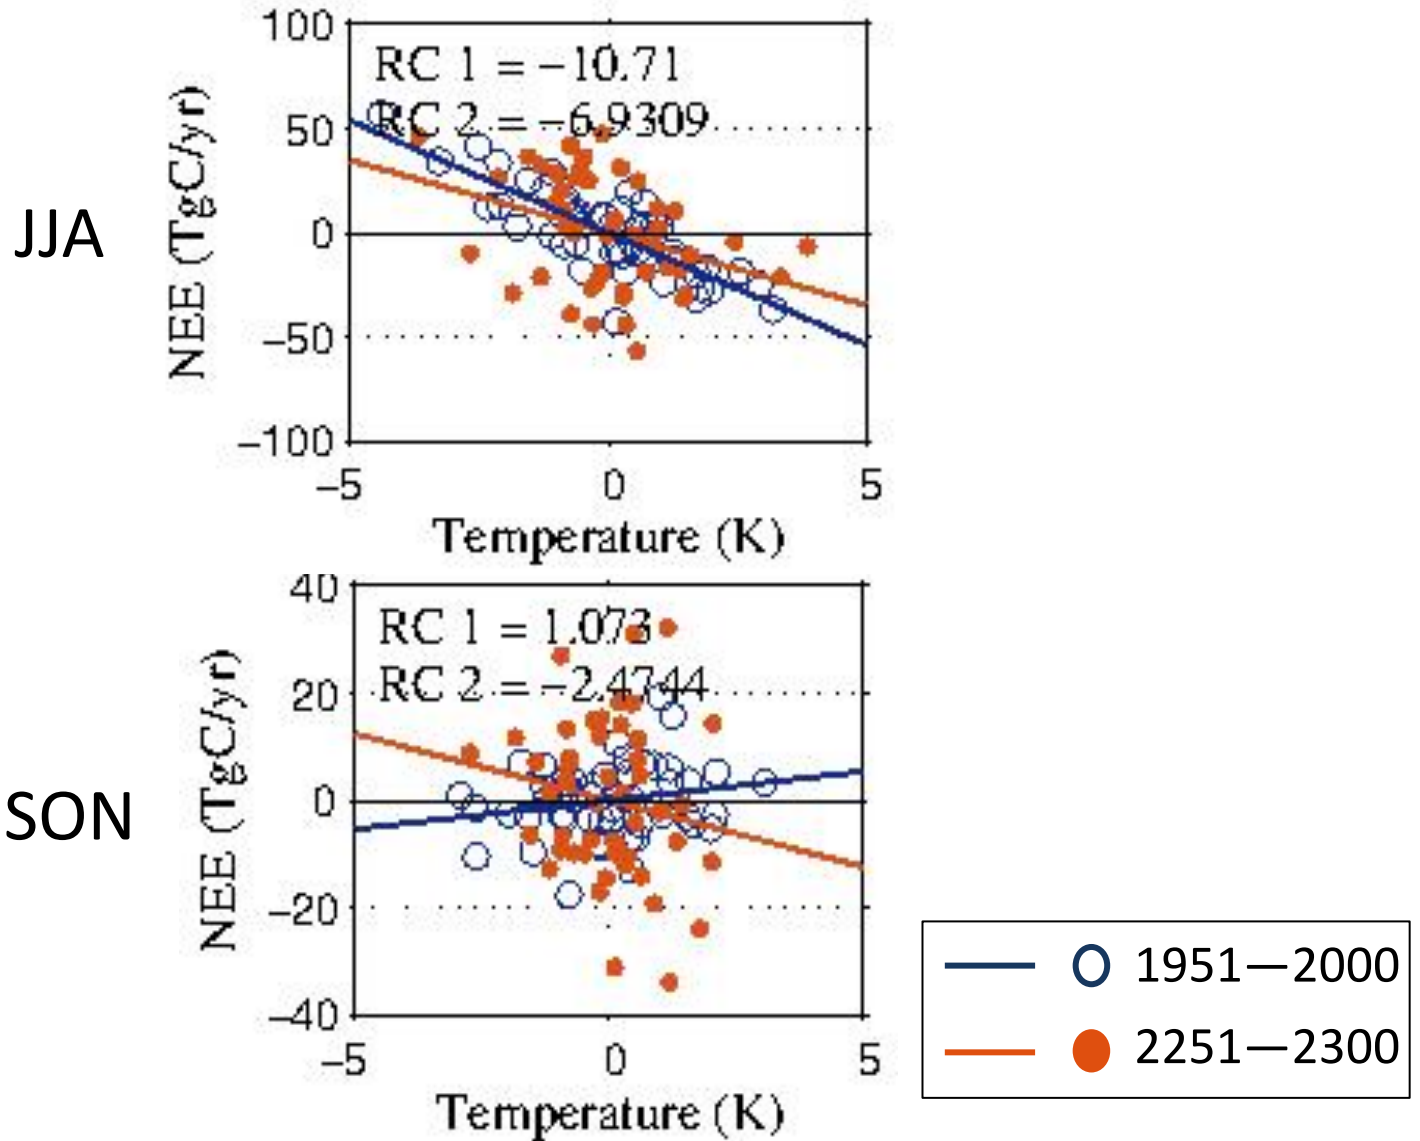 JJA
NEE (TgC/yr)
100
50
0
−50
−100
RC 1 = −10.71
RC 2 = −6.9309
−5
0
5
Temperature (K)
SON
NEE (TgC/yr)
40
20
0
−20
−40
RC 1 = 1.073
RC 2 = −2.4744
−5
0
5
Temperature (K)
1951—2000
2251—2300